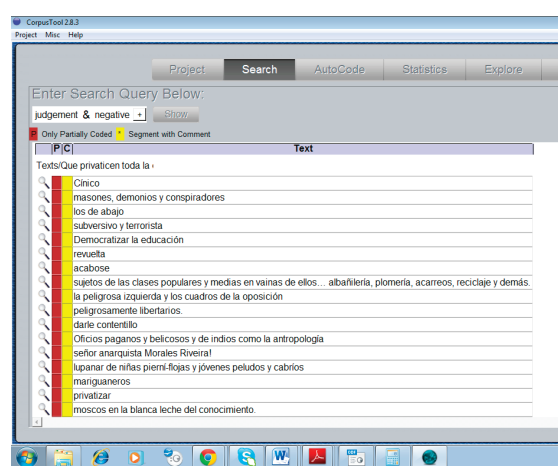 CorpusTool 2.8.3
Project Misc Help
Project Search AutoCode Statistics Explore
Enter Search Query Below:
judgement & negative + Show
P Only Partially Coded * Segment with Comment
P C Text
Texts/Que privaticen toda la
Cínico
masones, demonios y conspiradores
los de abajo
subversivo y terrorista
Democratizar la educación
revuelta
acabose
sujetos de las clases populares y medias en vainas de ellos... albañilería, plomería, acarreos, reciclaje y demás.
la peligrosa izquierda y los cuadros de la oposición
peligrosamente libertarios.
darle contentillo
Oficios paganos y belicosos y de indios como la antropología
señor anarquista Morales Riveira!
lupanar de niñas pierni-flojas y jóvenes peludos y cabríos
mariguaneros
privatizar
moscos en la blanca leche del conocimiento.